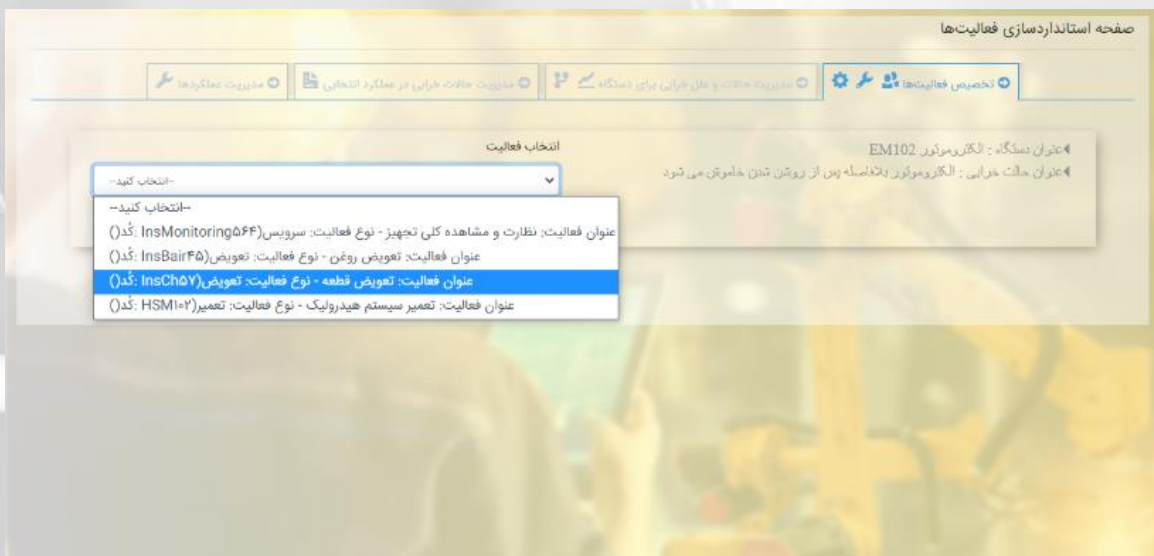 صفحه استانداردسازی فعالیت‌ها
تخصیص فعالیت‌ها
مدیریت حالات و علل خرابی برای دستگاه
مدیریت حالات خرابی در عملکرد انتخابی
مدیریت عملکردها
عنوان دستگاه : الکتروموتور EM102
عنوان حالت خرابی : الکتروموتور بلافاصله پس از روشن شدن خاموش می شود
انتخاب فعالیت
--انتخاب کنید--
--انتخاب کنید--
عنوان فعالیت: نظارت و مشاهده کلی تجهیز - نوع فعالیت: سرویس(InsMonitoring۵۶۴ :کُد()
عنوان فعالیت: تعویض روغن - نوع فعالیت: تعویض(InsBair۴۵ :کُد()
عنوان فعالیت: تعویض قطعه - نوع فعالیت: تعویض(InsCh۵۷ :کُد()
عنوان فعالیت: تعمیر سیستم هیدرولیک - نوع فعالیت: تعمیر(HSM۱۰۲ :کُد()